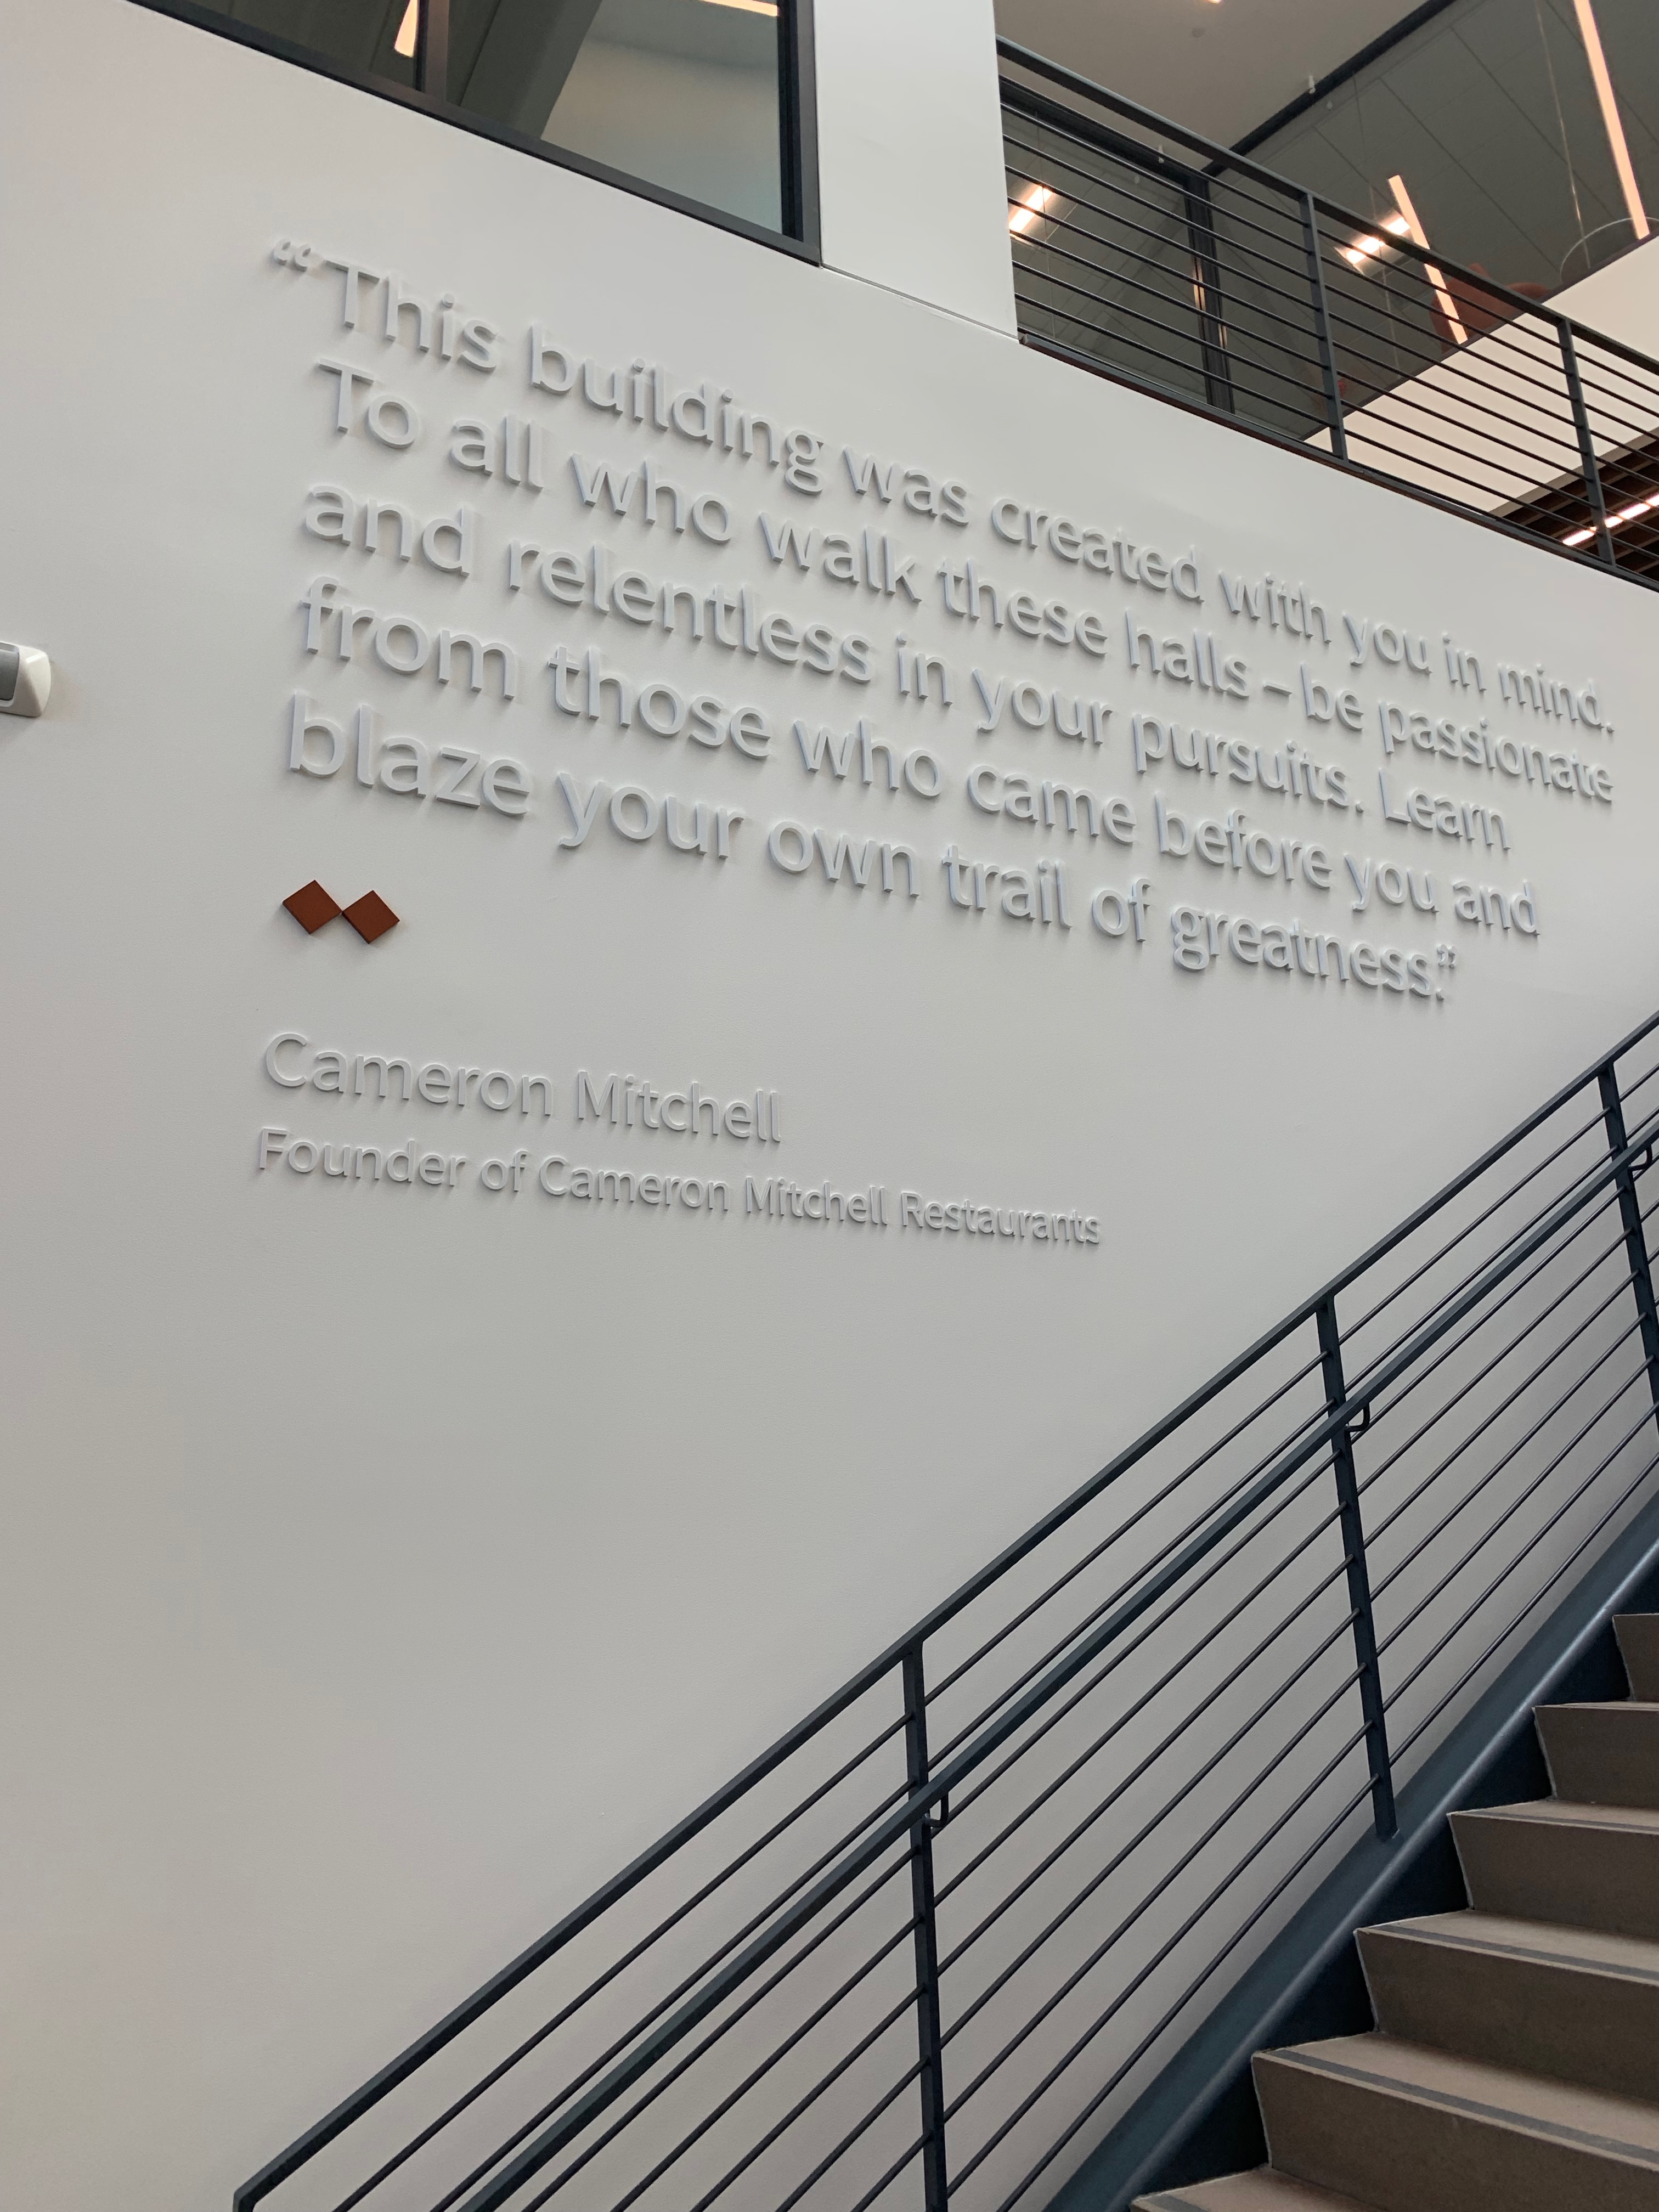 “This building was created with you in mind.
To all who walk these halls – be passionate
and relentless in your pursuits. Learn
from those who came before you and
blaze your own trail of greatness.”
Cameron Mitchell
Founder of Cameron Mitchell Restaurants